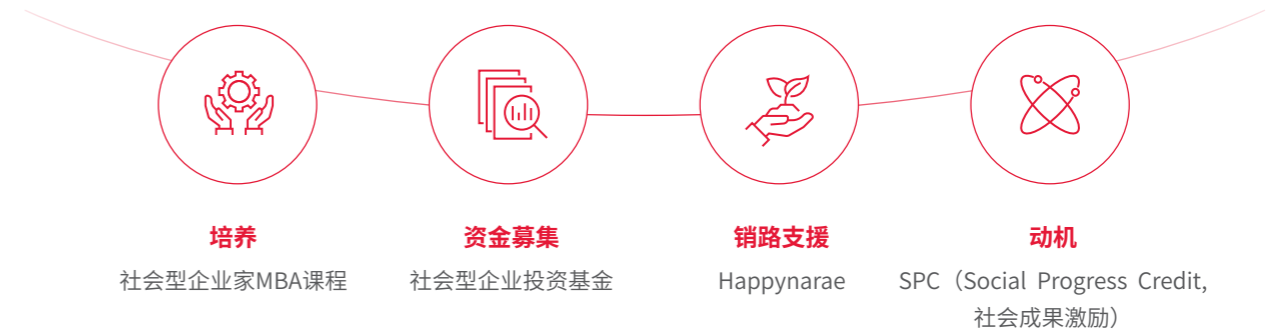 培养
社会型企业家MBA课程
资金募集
社会型企业投资基金
销路支援
Happynarae
动机
SPC（Social Progress Credit,
社会成果激励）